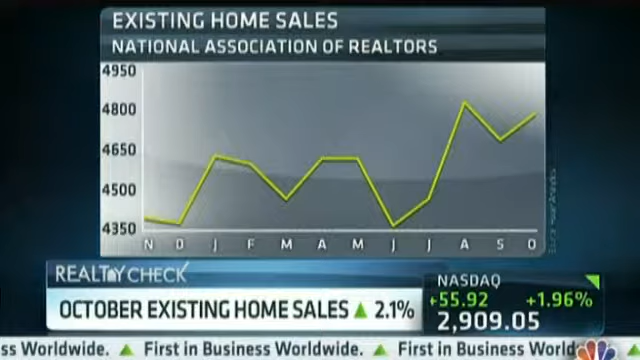 EXISTING HOME SALES
NATIONAL ASSOCIATION OF REALTORS
4950
4800
4650
4500
4350
N D J F M A M J J A S O
REALTY CHECK
OCTOBER EXISTING HOME SALES ▲ 2.1%
NASDAQ
+55.92 +1.96%
2,909.05
ss Worldwide. ▲ First in Business Worldwide. ▲ First in Business World